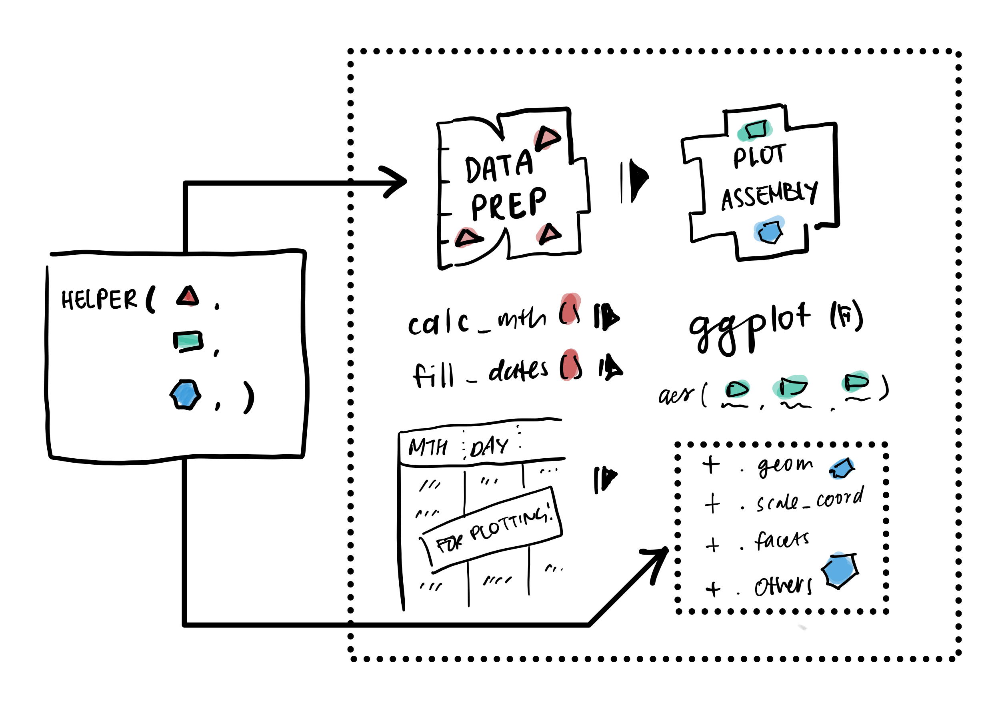 HELPER ( ,
,
, )
DATA
PREP
|▶
PLOT
ASSEMBLY
calc_mth () |▶
fill_dates () |▶
MTH DAY
FOR PLOTTING!
|▶
ggplot ()
aes ( , , )
+ . geom
+ . scale_coord
+ . facets
+ . others